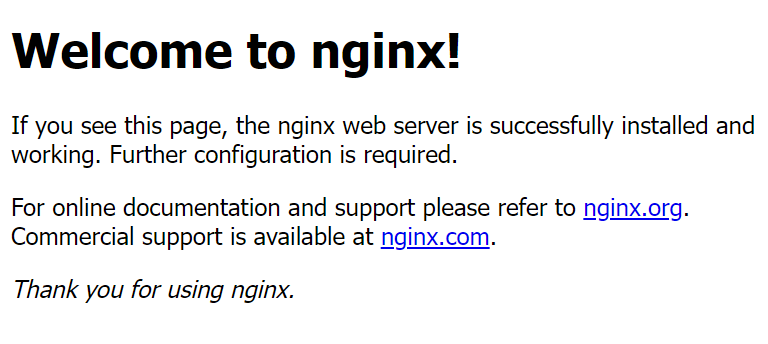 Welcome to nginx!
If you see this page, the nginx web server is successfully installed and
working. Further configuration is required.
For online documentation and support please refer to nginx.org.
Commercial support is available at nginx.com.
Thank you for using nginx.